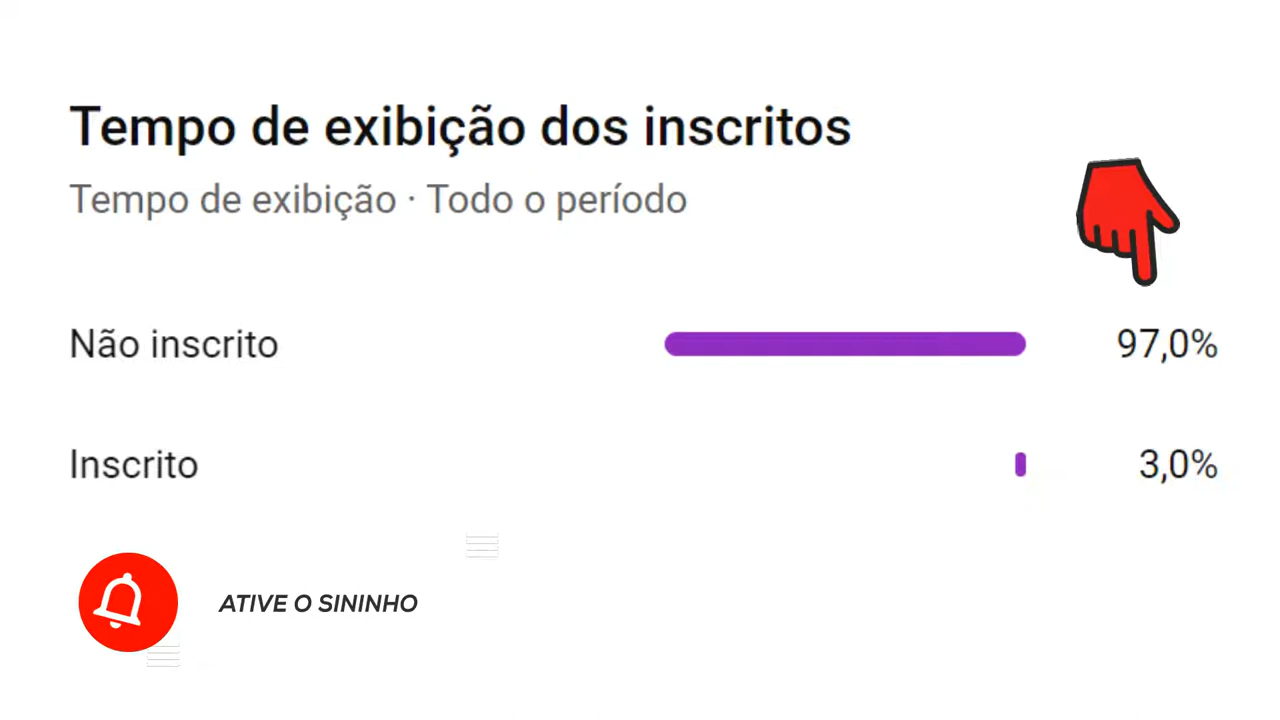 Tempo de exibição dos inscritos
Tempo de exibição · Todo o período
Não inscrito 97,0%
Inscrito 3,0%
ATIVE O SININHO